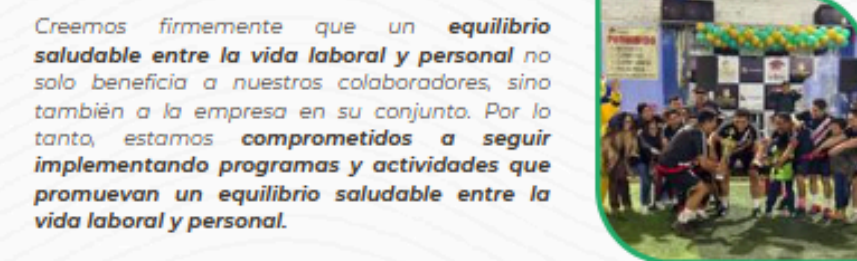 Creemos firmemente que un equilibrio
saludable entre la vida laboral y personal no
solo beneficia a nuestros colaboradores, sino
también a la empresa en su conjunto. Por lo
tanto, estamos comprometidos a seguir
implementando programas y actividades que
promuevan un equilibrio saludable entre la
vida laboral y personal.